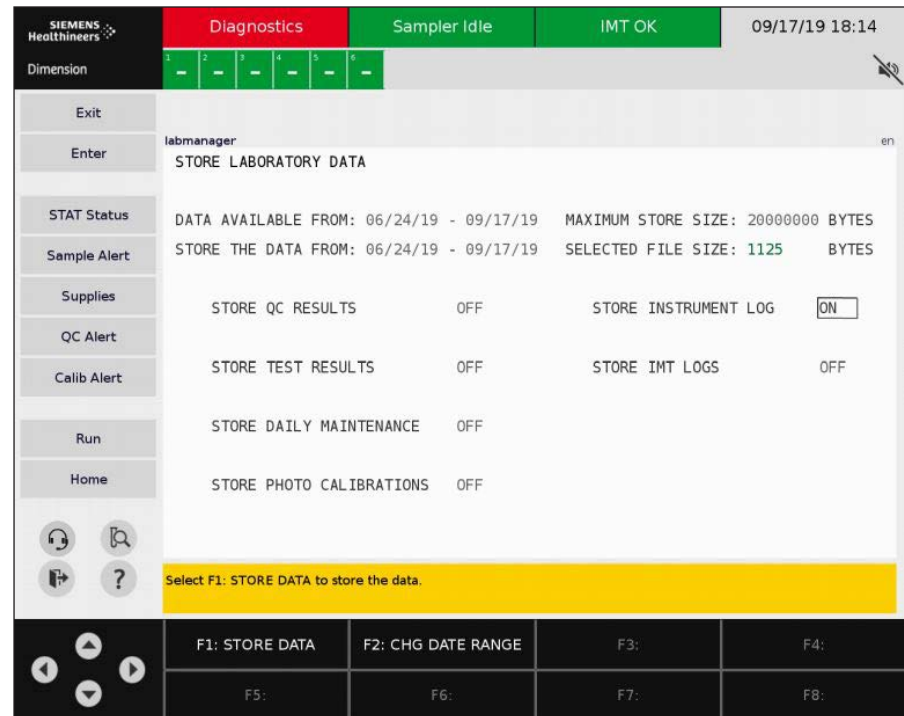 SIEMENS
Healthineers
Diagnostics
Sampler Idle
IMT OK
09/17/19 18:14
Dimension
1 2 3 4 5 6
– – – – – –
Exit
Enter
STAT Status
Sample Alert
Supplies
QC Alert
Calib Alert
Run
Home
?
labmanager
en
STORE LABORATORY DATA
DATA AVAILABLE FROM: 06/24/19 - 09/17/19 MAXIMUM STORE SIZE: 20000000 BYTES
STORE THE DATA FROM: 06/24/19 - 09/17/19 SELECTED FILE SIZE: 1125 BYTES
STORE QC RESULTS OFF STORE INSTRUMENT LOG ON
STORE TEST RESULTS OFF STORE IMT LOGS OFF
STORE DAILY MAINTENANCE OFF
STORE PHOTO CALIBRATIONS OFF
Select F1: STORE DATA to store the data.
F1: STORE DATA F2: CHG DATE RANGE F3: F4:
F5: F6: F7: F8: